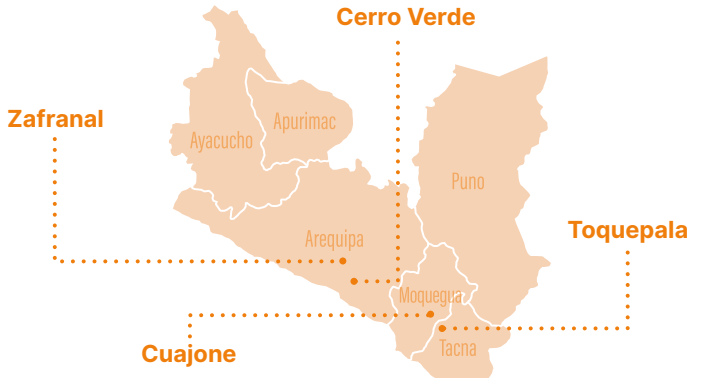 Cerro Verde
Zafranal
Apurimac
Ayacucho
Puno
Toquepala
Arequipa
Moquegua
Cuajone
Tacna